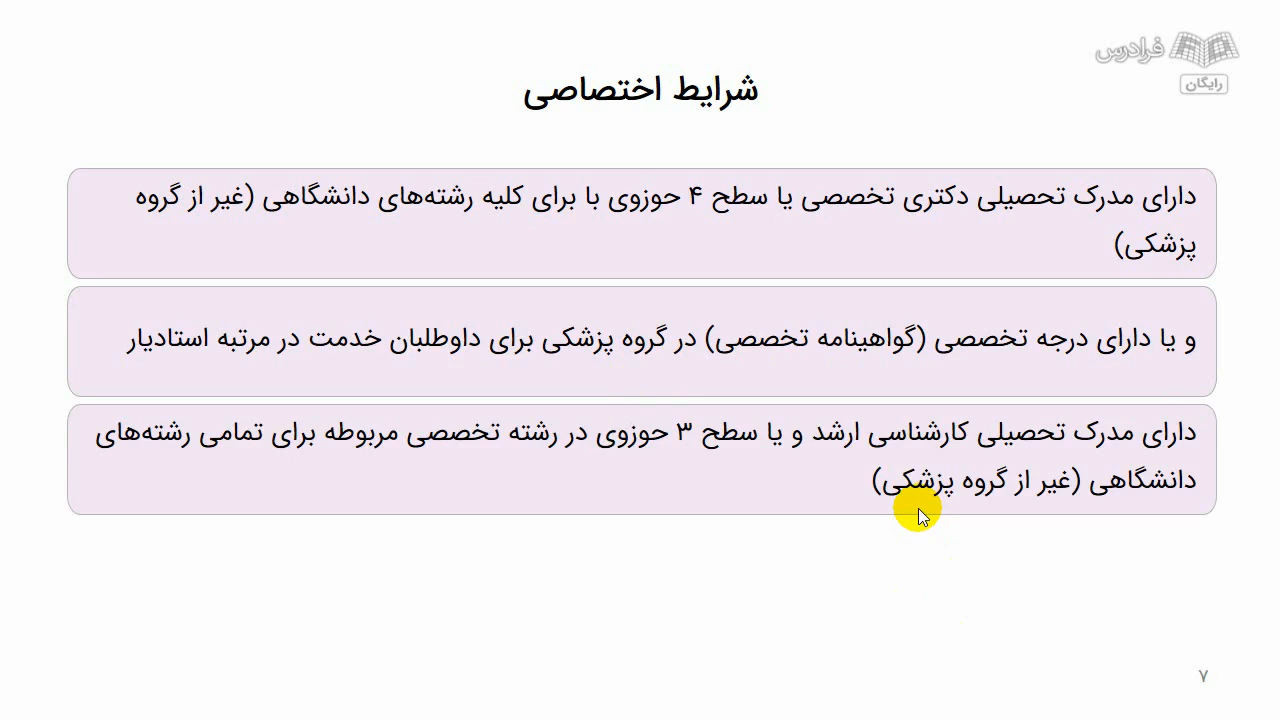 فرادرس
رایگان
شرایط اختصاصی
دارای مدرک تحصیلی دکتری تخصصی یا سطح ۴ حوزوی با برای کلیه رشته‌های دانشگاهی (غیر از گروه
پزشکی)
و یا دارای درجه تخصصی (گواهینامه تخصصی) در گروه پزشکی برای داوطلبان خدمت در مرتبه استادیار
دارای مدرک تحصیلی کارشناسی ارشد و یا سطح ۳ حوزوی در رشته تخصصی مربوطه برای تمامی رشته‌های
دانشگاهی (غیر از گروه پزشکی)
۷